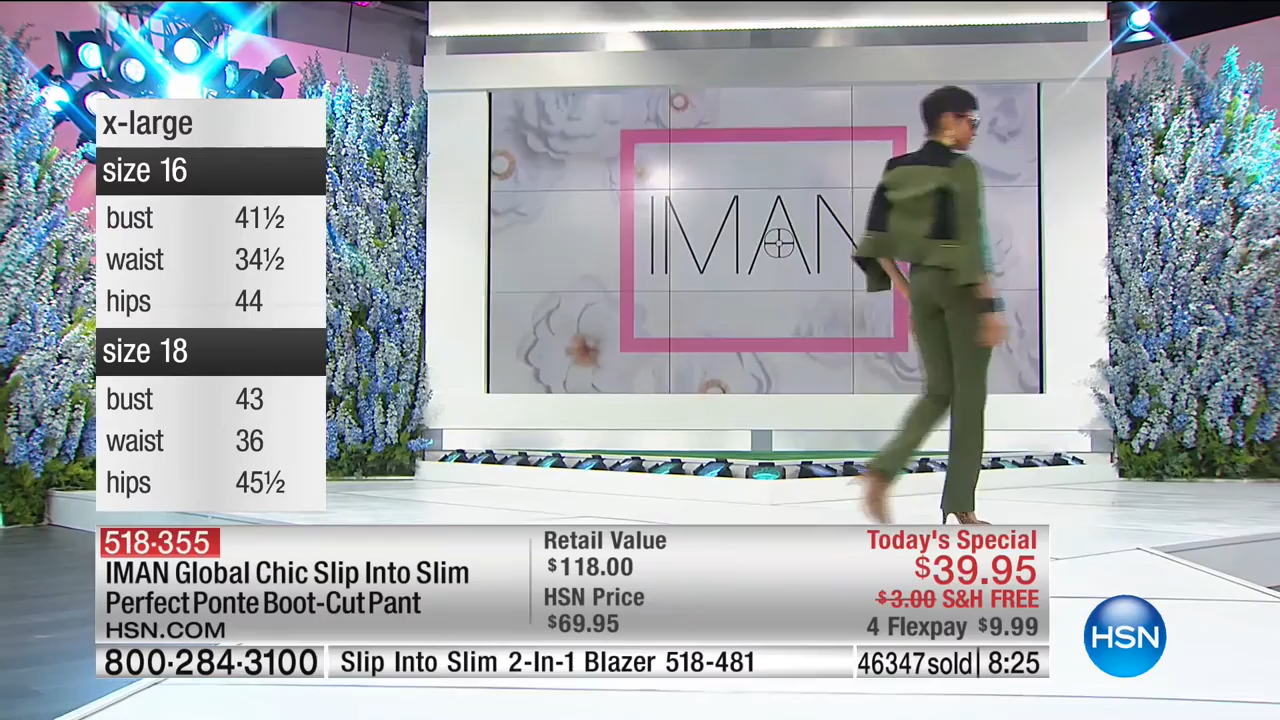 x-large
size 16
bust 41½
waist 34½
hips 44
size 18
bust 43
waist 36
hips 45½
IMAN
518-355
IMAN Global Chic Slip Into Slim
Perfect Ponte Boot-Cut Pant
HSN.COM
Retail Value
$118.00
HSN Price
$69.95
Today's Special
$39.95
$3.00 S&H FREE
4 Flexpay $9.99
800·284·3100
Slip Into Slim 2-In-1 Blazer 518-481
46347sold
8:25
HSN